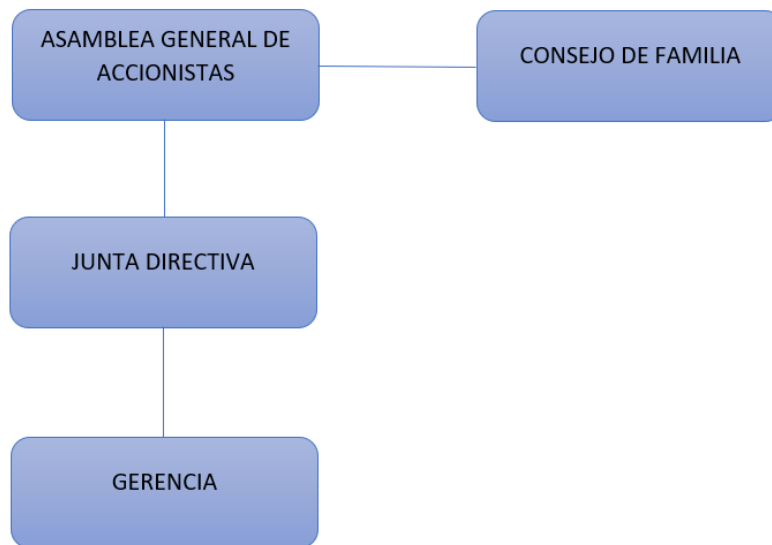 ASAMBLEA GENERAL DE
ACCIONISTAS
CONSEJO DE FAMILIA
JUNTA DIRECTIVA
GERENCIA